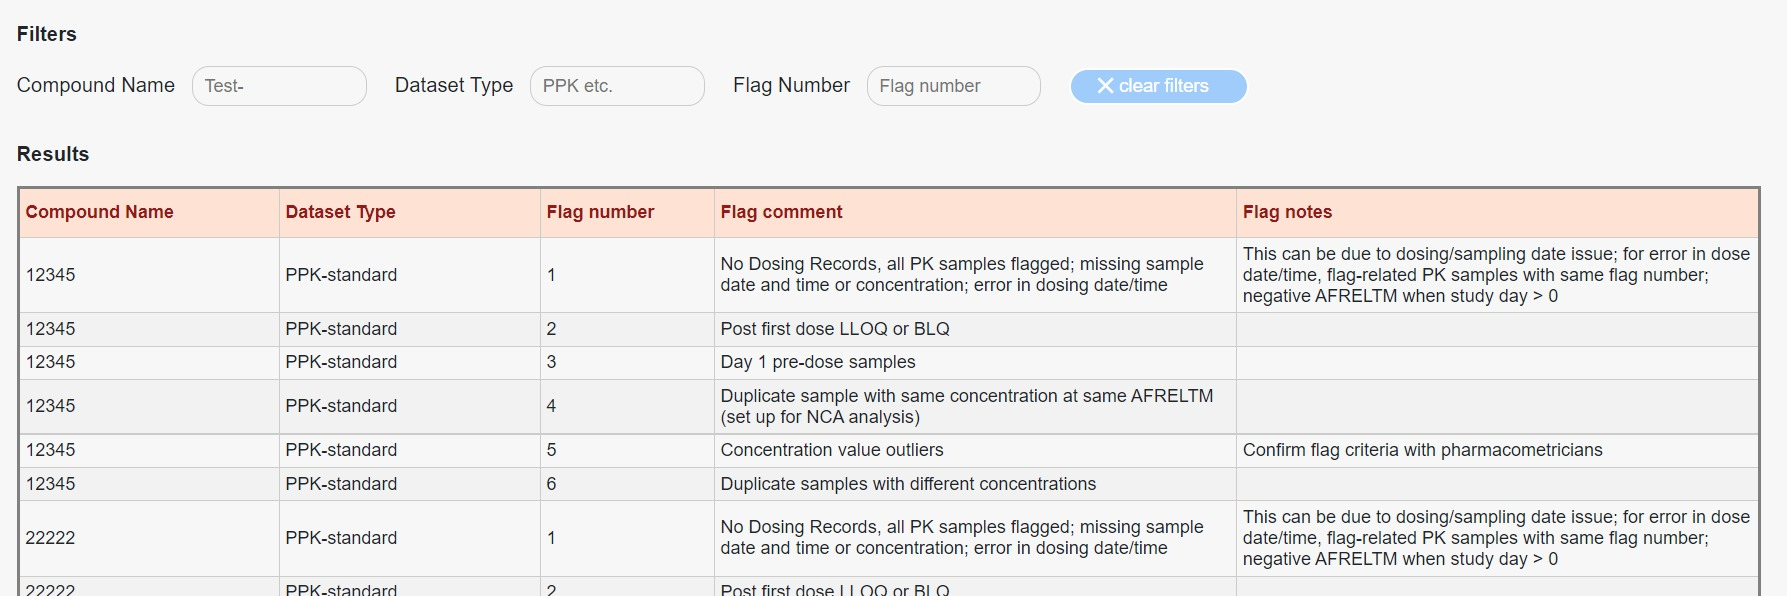 Filters
Compound Name Test- Dataset Type PPK etc. Flag Number Flag number clear filters
Results
Compound Name Dataset Type Flag number Flag comment Flag notes
12345 PPK-standard 1 No Dosing Records, all PK samples flagged; missing sample
date and time or concentration; error in dosing date/time
This can be due to dosing/sampling date issue; for error in dose
date/time, flag-related PK samples with same flag number;
negative AFRELTM when study day > 0
12345 PPK-standard 2 Post first dose LLOQ or BLQ
12345 PPK-standard 3 Day 1 pre-dose samples
12345 PPK-standard 4 Duplicate sample with same concentration at same AFRELTM
(set up for NCA analysis)
12345 PPK-standard 5 Concentration value outliers Confirm flag criteria with pharmacometricians
12345 PPK-standard 6 Duplicate samples with different concentrations
22222 PPK-standard 1 No Dosing Records, all PK samples flagged; missing sample
date and time or concentration; error in dosing date/time
This can be due to dosing/sampling date issue; for error in dose
date/time, flag-related PK samples with same flag number;
negative AFRELTM when study day > 0
22222 PPK-standard 2 Post first dose LLOQ or BLQ